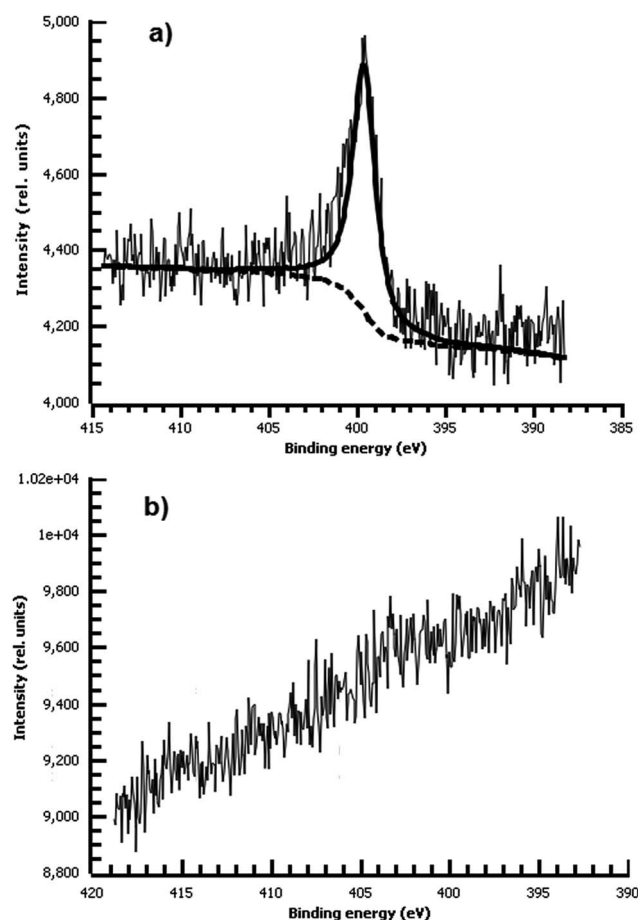 a)
5,000
4,800
4,600
4,400
4,200
4,000
Intensity (rel. units)
415 410 405 400 395 390 385
Binding energy (eV)
b)
1.02e+04
1e+04
9,800
9,600
9,400
9,200
9,000
8,800
Intensity (rel. units)
420 415 410 405 400 395 390
Binding energy (eV)